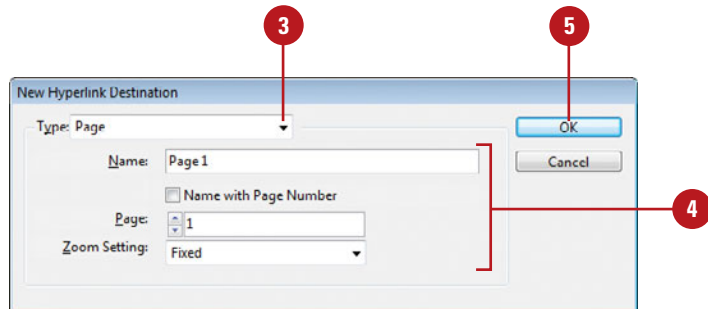 3
5
New Hyperlink Destination
Type: Page
OK
Name: Page 1
Cancel
Name with Page Number
4
Page: 1
Zoom Setting: Fixed